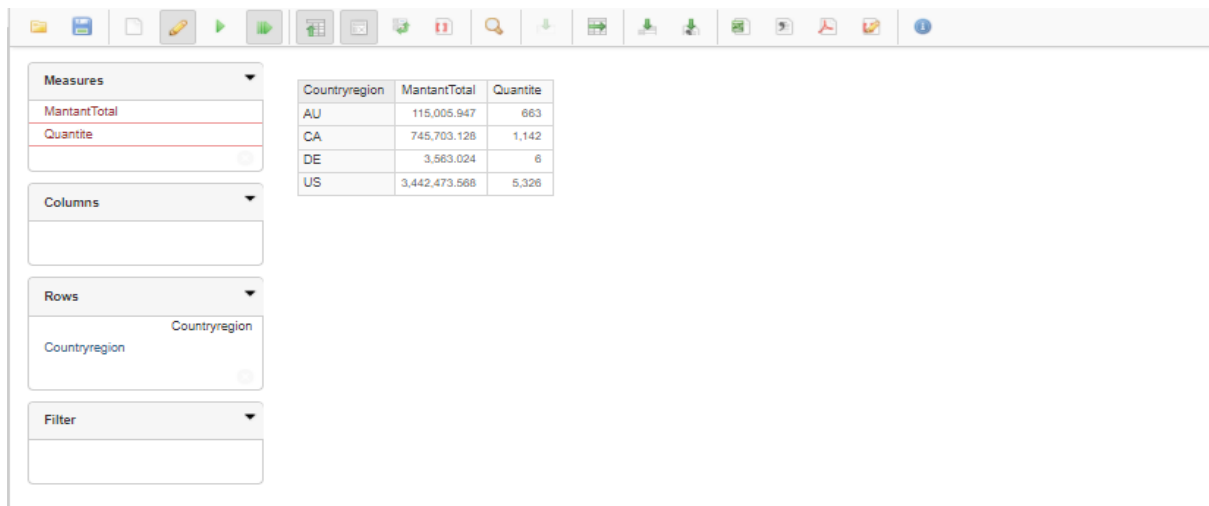 Measures
MantantTotal
Quantite
Columns
Rows
Countryregion
Countryregion
Filter
Countryregion MantantTotal Quantite
AU 115,005.947 663
CA 745,703.128 1,142
DE 3,563.024 6
US 3,442,473.568 5,326